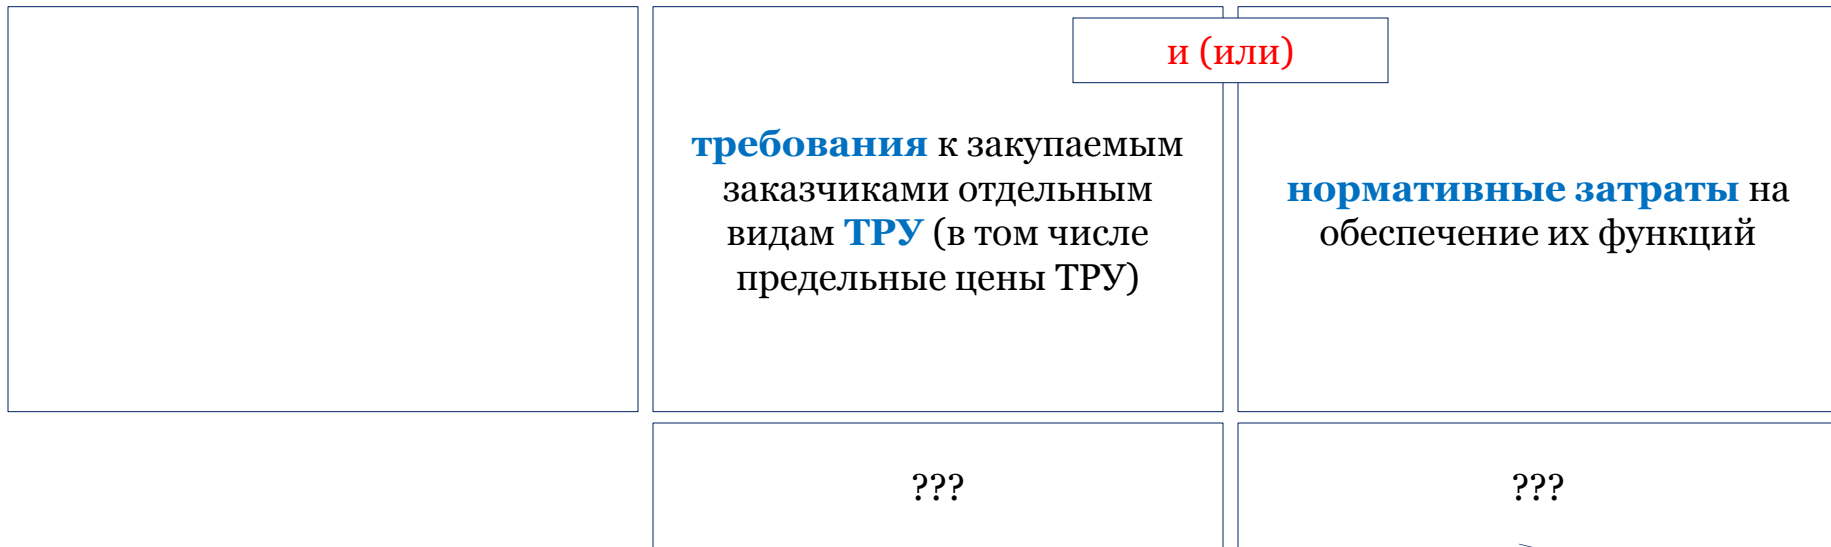 и (или)
требования к закупаемым
заказчиками отдельным
видам ТРУ (в том числе
предельные цены ТРУ)
нормативные затраты на
обеспечение их функций
???
???